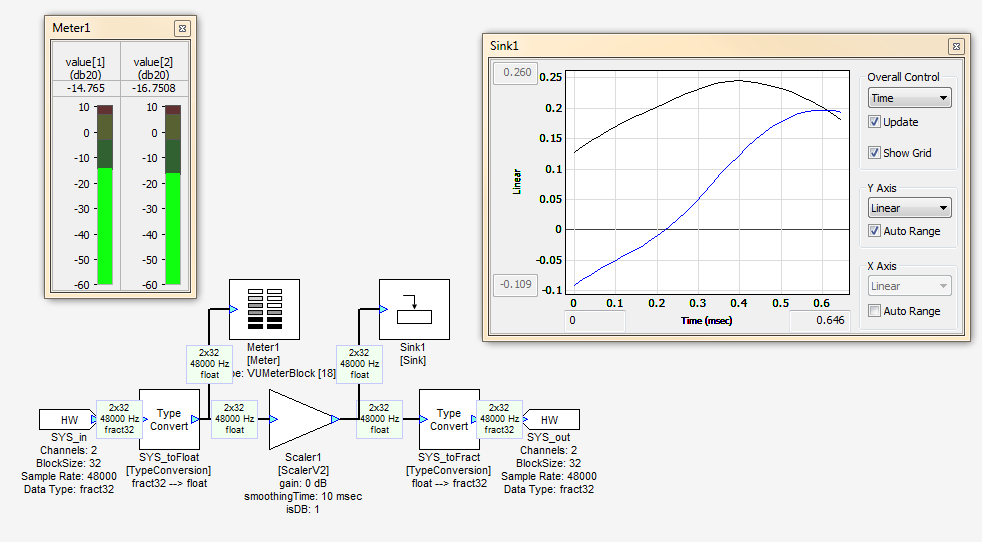 Meter1
value[1]
(db20)
value[2]
(db20)
-14.765
-16.7508
10
0
-10
-20
-30
-40
-50
-60
10
0
-10
-20
-30
-40
-50
-60
Sink1
0.260
-0.109
Linear
0.25
0.2
0.15
0.1
0.05
0
-0.05
-0.1
0
0.1
0.2
0.3
0.4
0.5
0.6
0
Time (msec)
0.646
Overall Control
Time
Update
Show Grid
Y Axis
Linear
Auto Range
X Axis
Linear
Auto Range
Meter1
[Meter]
pe: VUMeterBlock [18]
Sink1
[Sink]
2x32
48000 Hz
float
2x32
48000 Hz
float
HW
SYS_in
Channels: 2
BlockSize: 32
Sample Rate: 48000
Data Type: fract32
2x32
48000 Hz
fract32
Type
Convert
SYS_toFloat
[TypeConversion]
fract32 --> float
2x32
48000 Hz
float
Scaler1
[ScalerV2]
gain: 0 dB
smoothingTime: 10 msec
isDB: 1
2x32
48000 Hz
float
Type
Convert
SYS_toFract
[TypeConversion]
float --> fract32
2x32
48000 Hz
fract32
HW
SYS_out
Channels: 2
BlockSize: 32
Sample Rate: 48000
Data Type: fract32